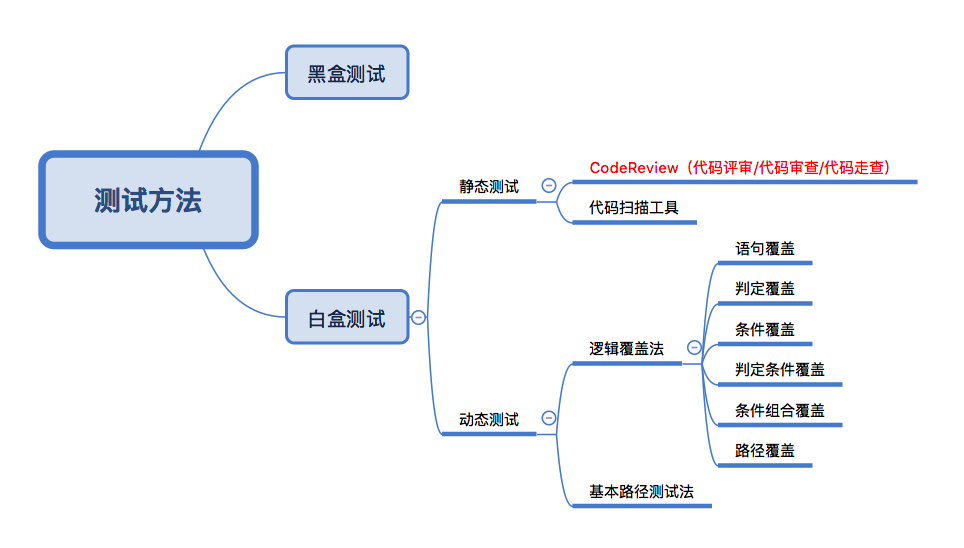 黑盒测试
测试方法
CodeReview（代码评审/代码审查/代码走查）
静态测试
代码扫描工具
语句覆盖
判定覆盖
白盒测试
条件覆盖
逻辑覆盖法
判定条件覆盖
条件组合覆盖
动态测试
路径覆盖
基本路径测试法